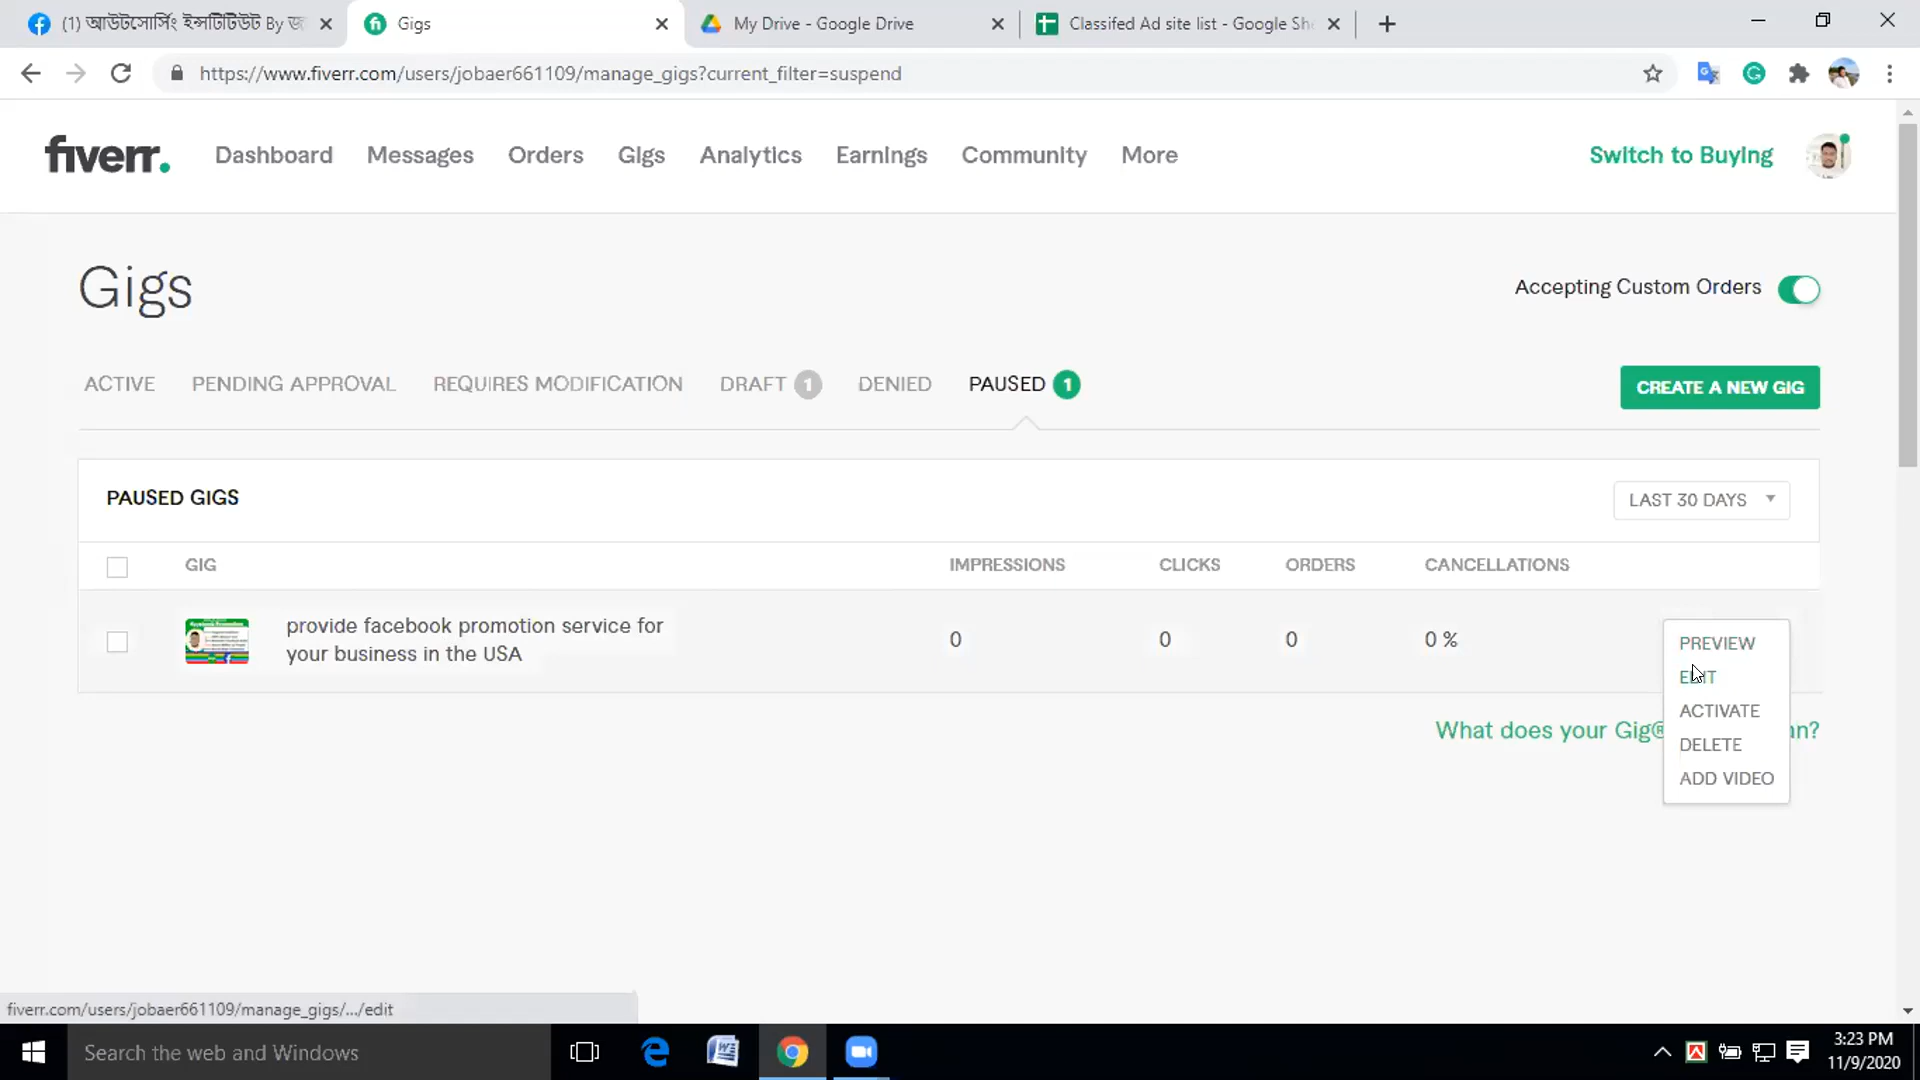 (1) আউটসোর্সিং ইন্সটিটিউট By জ
Gigs
My Drive - Google Drive
Classifed Ad site list - Google She
https://www.fiverr.com/users/jobaer661109/manage_gigs?current_filter=suspend
fiverr.
Dashboard Messages Orders Gigs Analytics Earnings Community More
Switch to Buying
Gigs
Accepting Custom Orders
ACTIVE PENDING APPROVAL REQUIRES MODIFICATION DRAFT 1 DENIED PAUSED 1
CREATE A NEW GIG
PAUSED GIGS
LAST 30 DAYS
GIG IMPRESSIONS CLICKS ORDERS CANCELLATIONS
provide facebook promotion service for
your business in the USA
0 0 0 0 %
PREVIEW
EDIT
ACTIVATE
DELETE
ADD VIDEO
What does your Gig®
fiverr.com/users/jobaer661109/manage_gigs/.../edit
Search the web and Windows
3:23 PM
11/9/2020